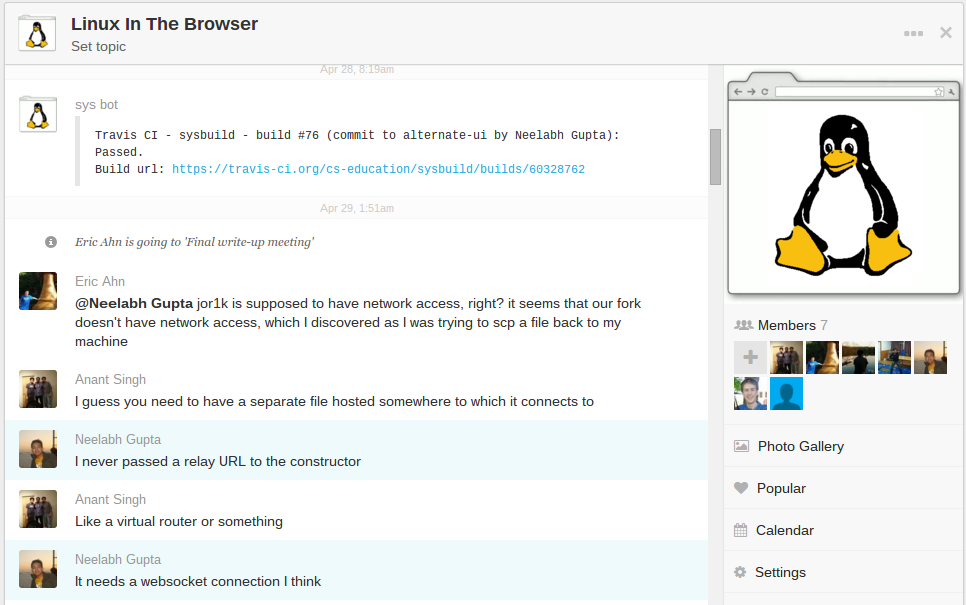 Linux In The Browser
Set topic
Apr 28, 8:19am
sys bot
Travis CI - sysbuild - build #76 (commit to alternate-ui by Neelabh Gupta):
Passed.
Build url: https://travis-ci.org/cs-education/sysbuild/builds/60328762
Apr 29, 1:51am
Eric Ahn is going to 'Final write-up meeting'
Eric Ahn
@Neelabh Gupta jor1k is supposed to have network access, right? it seems that our fork
doesn't have network access, which I discovered as I was trying to scp a file back to my
machine
Anant Singh
I guess you need to have a separate file hosted somewhere to which it connects to
Neelabh Gupta
I never passed a relay URL to the constructor
Anant Singh
Like a virtual router or something
Neelabh Gupta
It needs a websocket connection I think
Members 7
Photo Gallery
Popular
Calendar
Settings